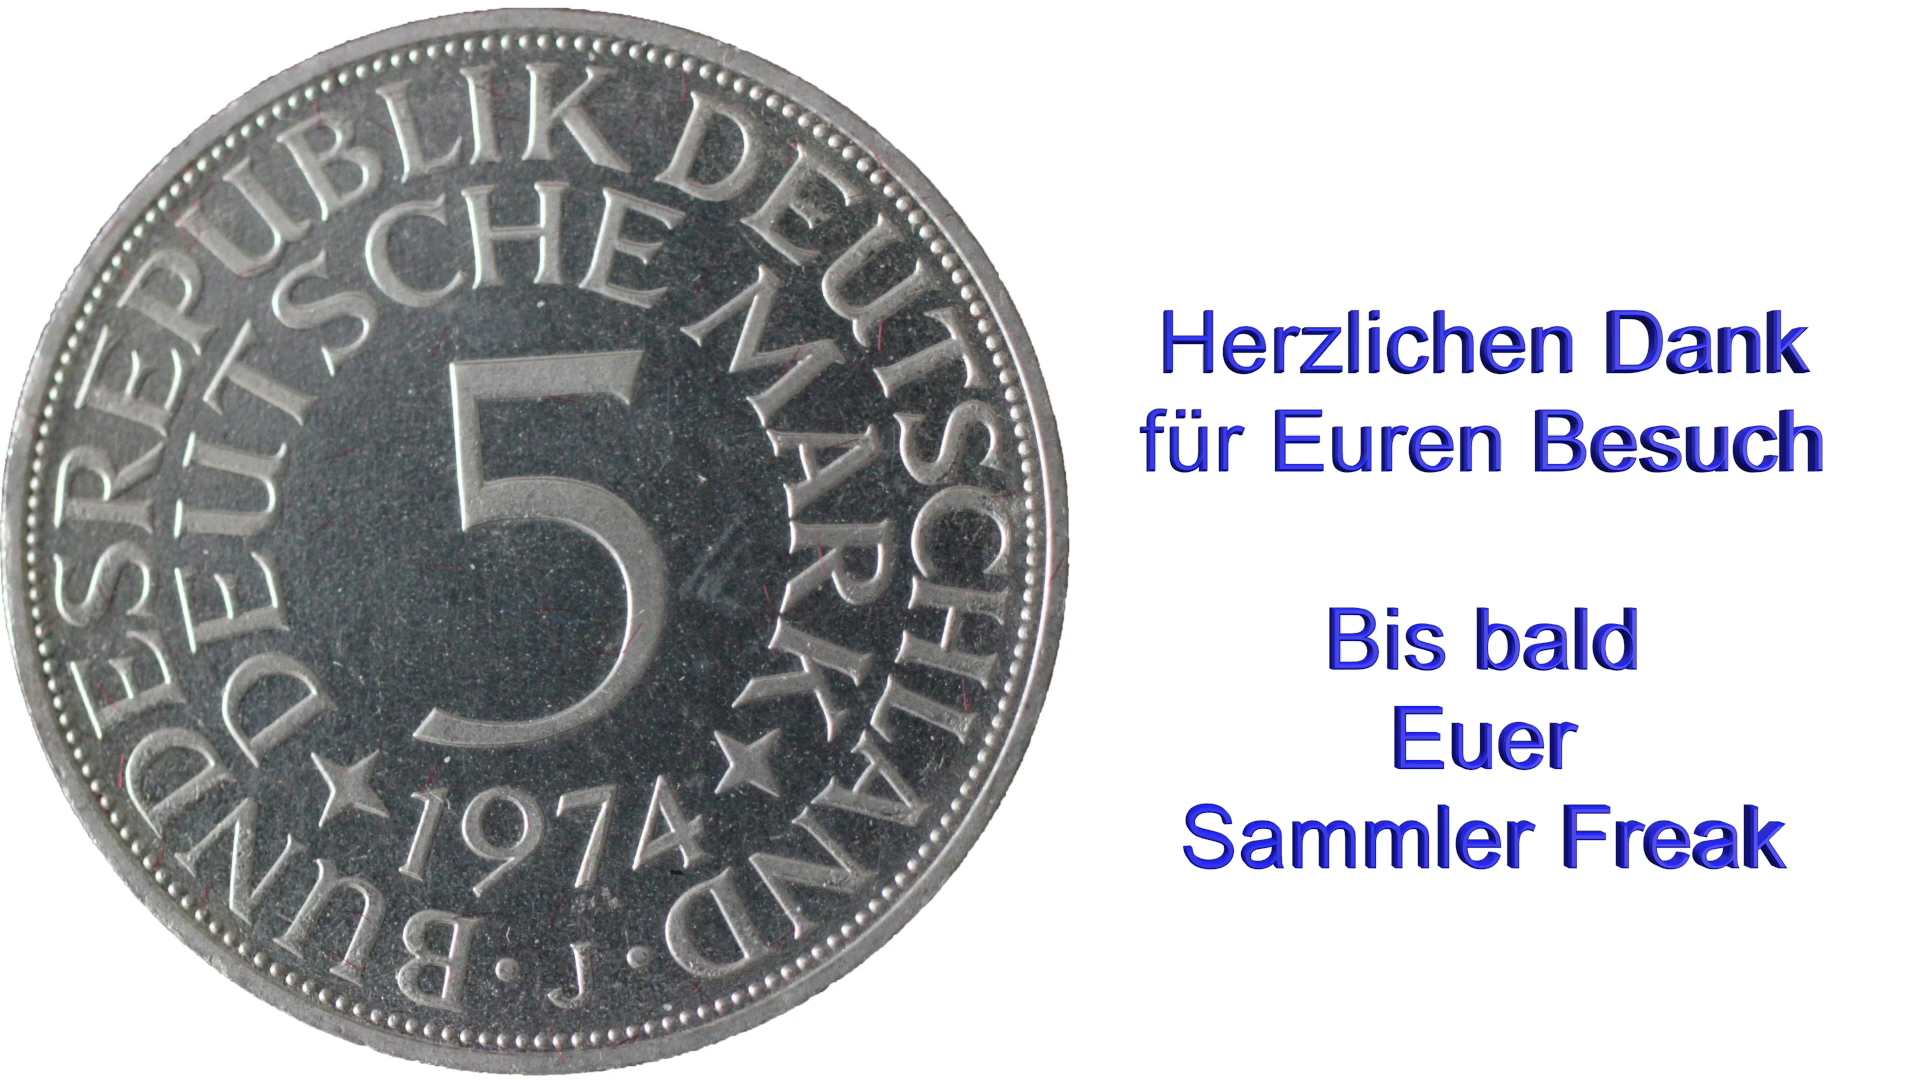 BUNDESREPUBLIK DEUTSCHLAND
DEUTSCHE MARK
5
1974
· J ·
Herzlichen Dank
für Euren Besuch
Bis bald
Euer
Sammler Freak